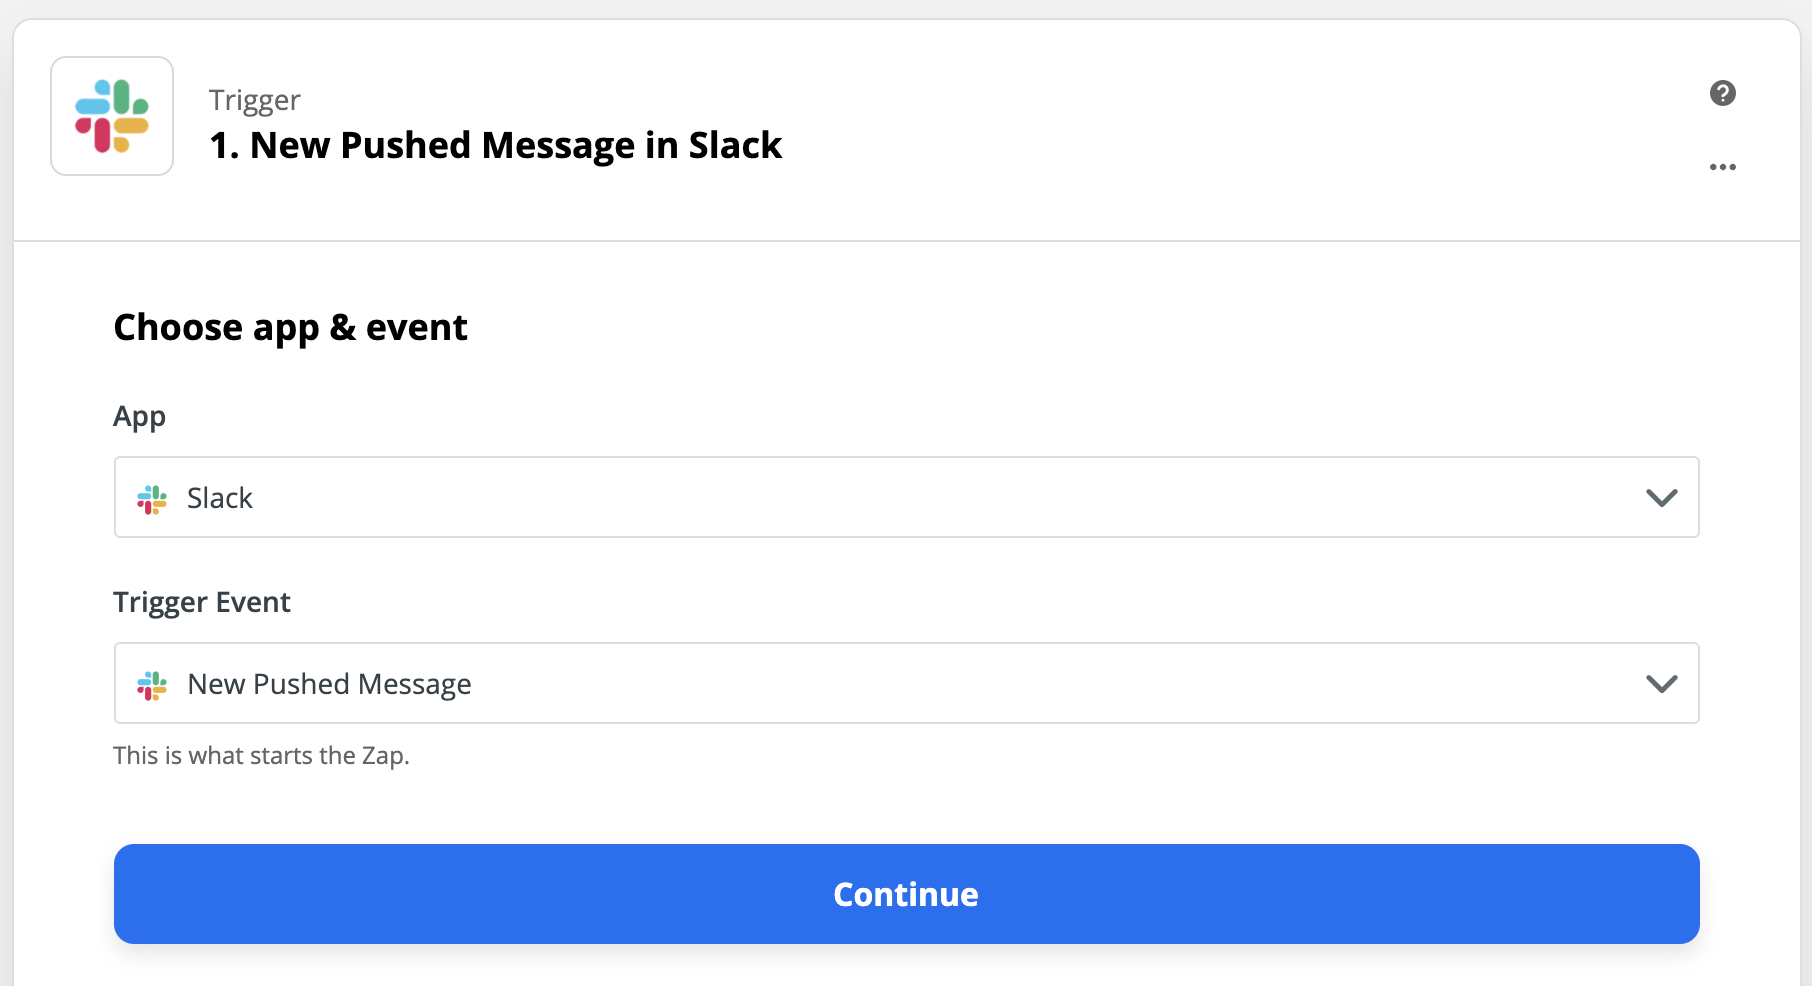 Trigger
1. New Pushed Message in Slack
?
Choose app & event
App
Slack
Trigger Event
New Pushed Message
This is what starts the Zap.
Continue